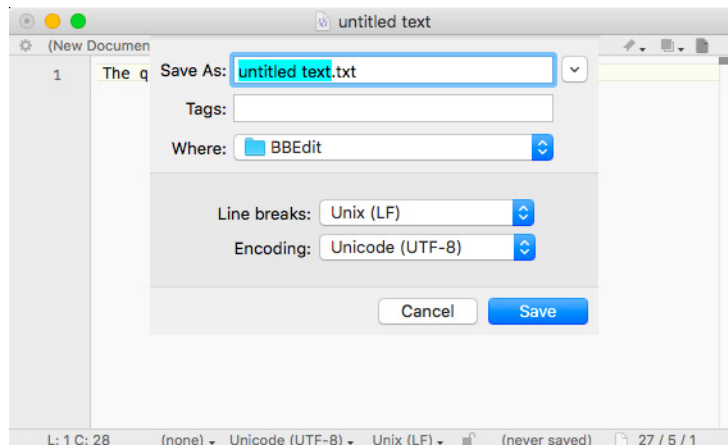 untitled text
(New Documen
1 The q
Save As: untitled text.txt
Tags:
Where: BBEdit
Line breaks: Unix (LF)
Encoding: Unicode (UTF-8)
Cancel Save
L: 1 C: 28 (none) Unicode (UTF-8) Unix (LF) (never saved) 27 / 5 / 1